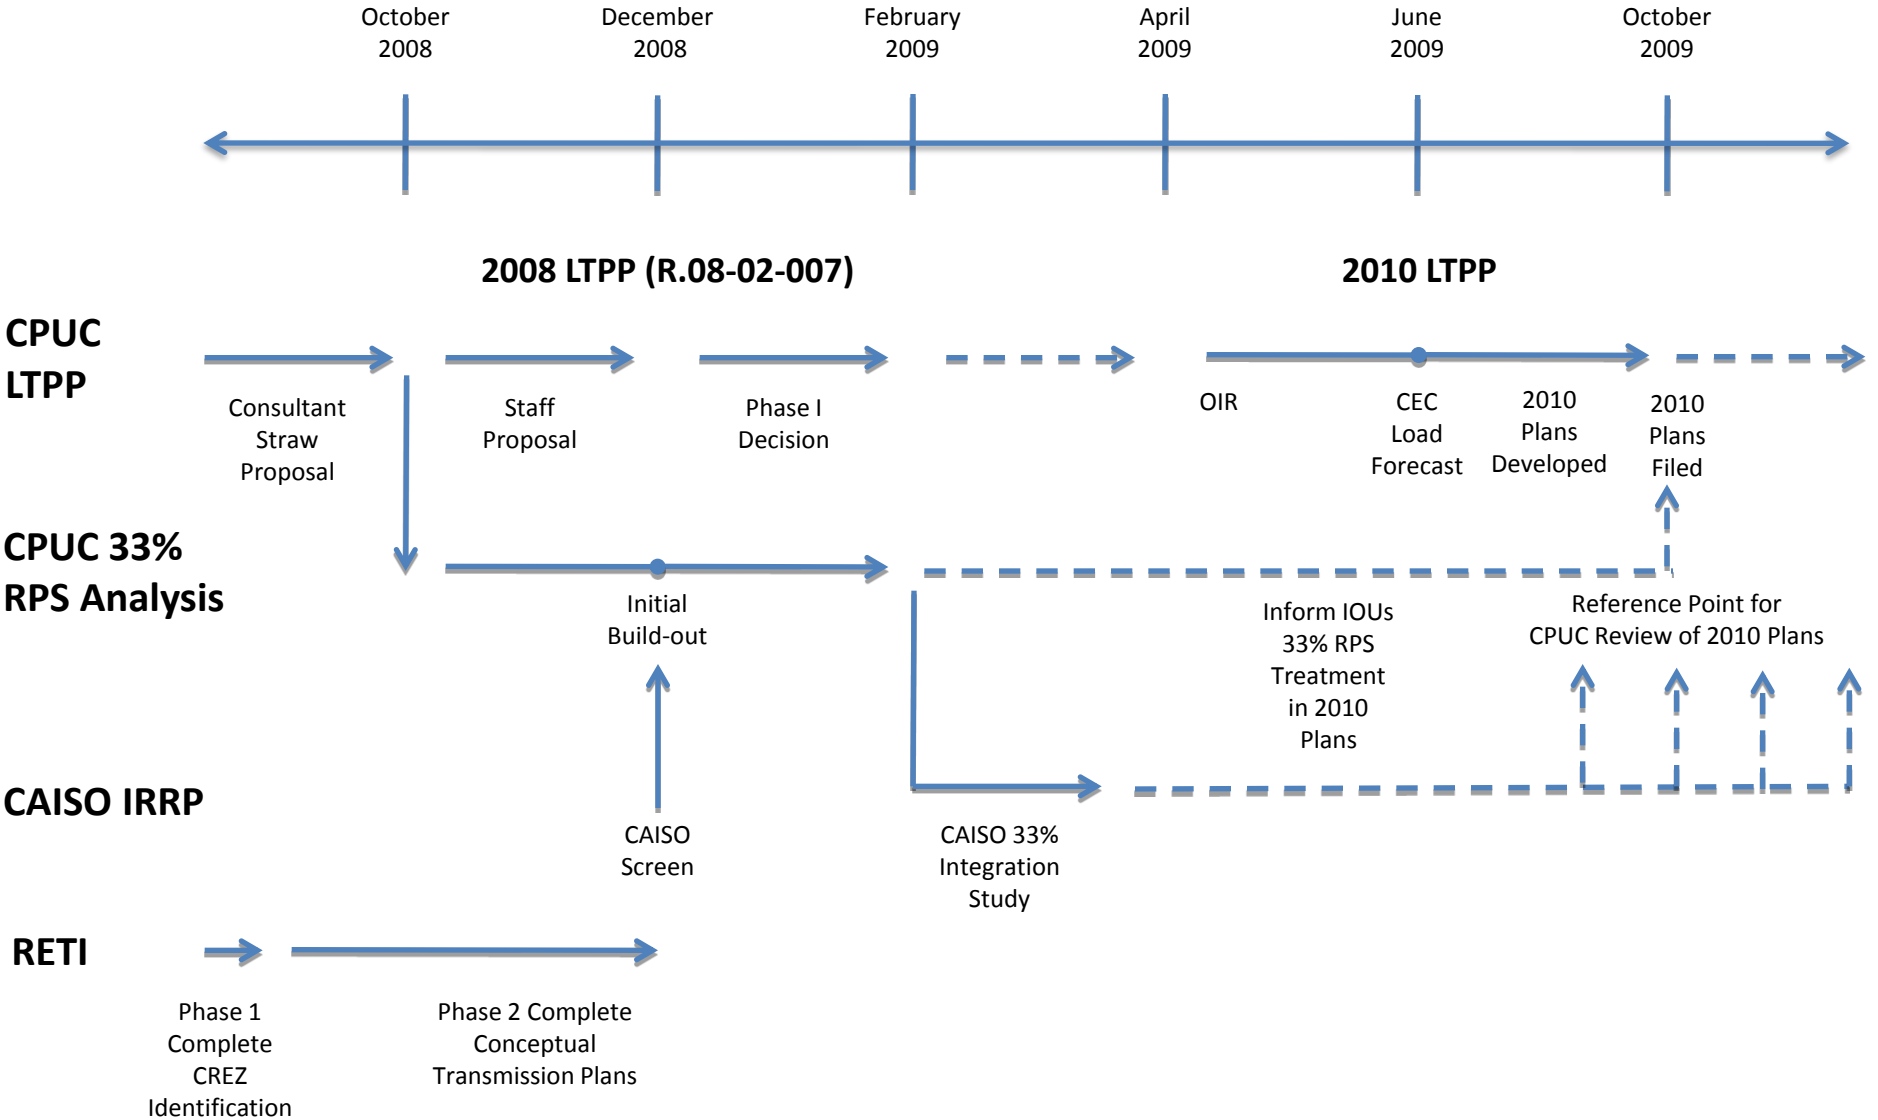 October
2008
December
2008
February
2009
April
2009
June
2009
October
2009
2008 LTPP (R.08-02-007)
2010 LTPP
CPUC
LTPP
Consultant
Straw
Proposal
Staff
Proposal
Phase I
Decision
OIR
CEC
Load
Forecast
2010
Plans
Developed
2010
Plans
Filed
CPUC 33%
RPS Analysis
Initial
Build-out
Inform IOUs
33% RPS
Treatment
in 2010
Plans
Reference Point for
CPUC Review of 2010 Plans
CAISO IRRP
CAISO
Screen
CAISO 33%
Integration
Study
RETI
Phase 1
Complete
CREZ
Identification
Phase 2 Complete
Conceptual
Transmission Plans